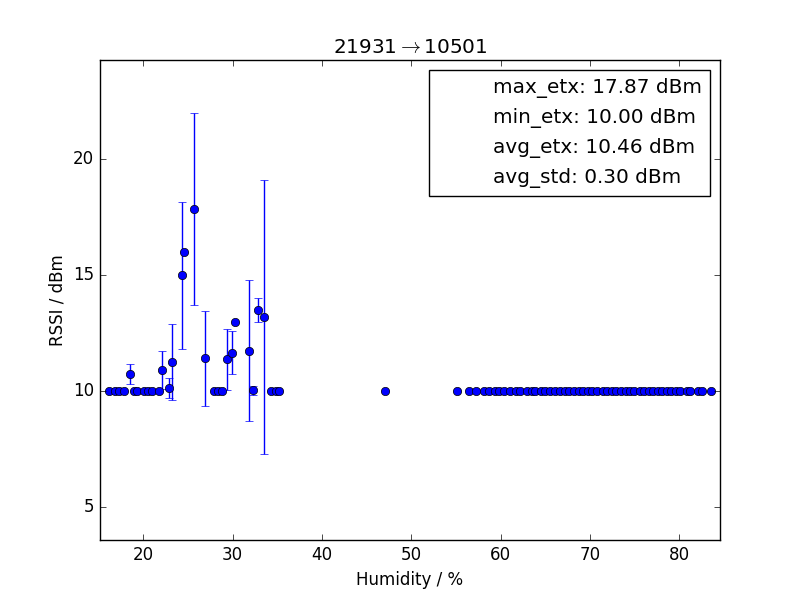 21931→10501
max_etx: 17.87 dBm
min_etx: 10.00 dBm
avg_etx: 10.46 dBm
avg_std: 0.30 dBm
RSSI / dBm
20
15
10
5
20 30 40 50 60 70 80
Humidity / %